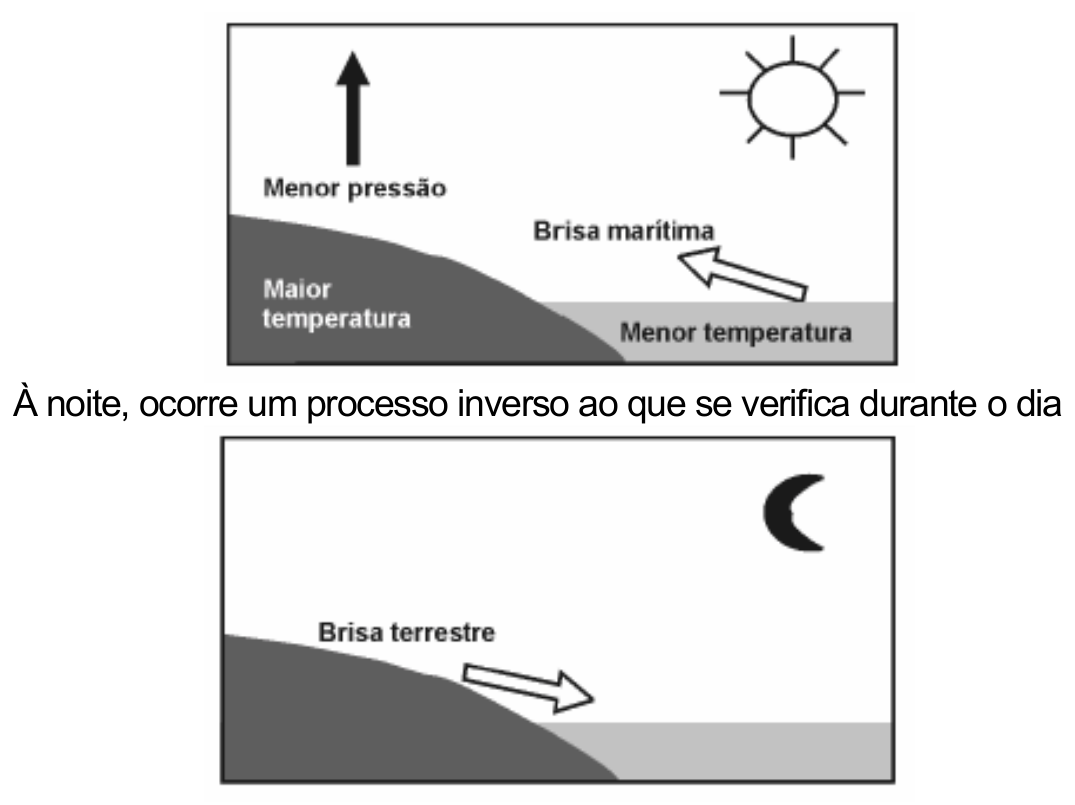 Menor pressão
Brisa marítima
Maior
temperatura
Menor temperatura
À noite, ocorre um processo inverso ao que se verifica durante o dia
Brisa terrestre